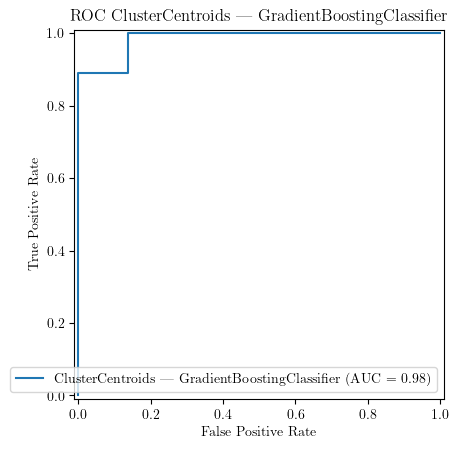 ROC ClusterCentroids — GradientBoostingClassifier
1.0
0.8
0.6
0.4
0.2
0.0
True Positive Rate
ClusterCentroids — GradientBoostingClassifier (AUC = 0.98)
0.0 0.2 0.4 0.6 0.8 1.0
False Positive Rate